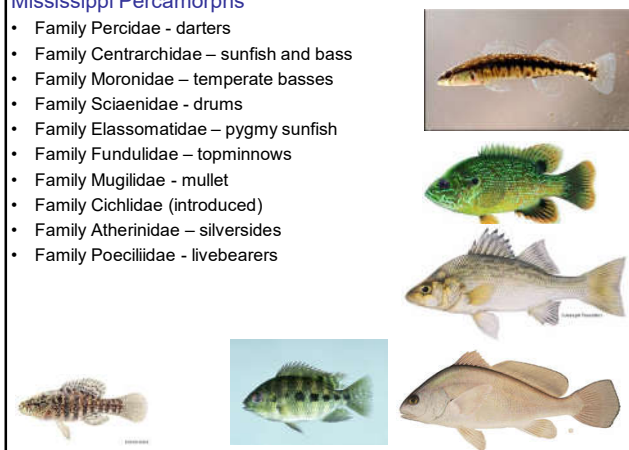 Mississippi Percamorphs
• Family Percidae - darters
• Family Centrarchidae – sunfish and bass
• Family Moronidae – temperate basses
• Family Sciaenidae - drums
• Family Elassomatidae – pygmy sunfish
• Family Fundulidae – topminnows
• Family Mugilidae - mullet
• Family Cichlidae (introduced)
• Family Atherinidae – silversides
• Family Poeciliidae - livebearers